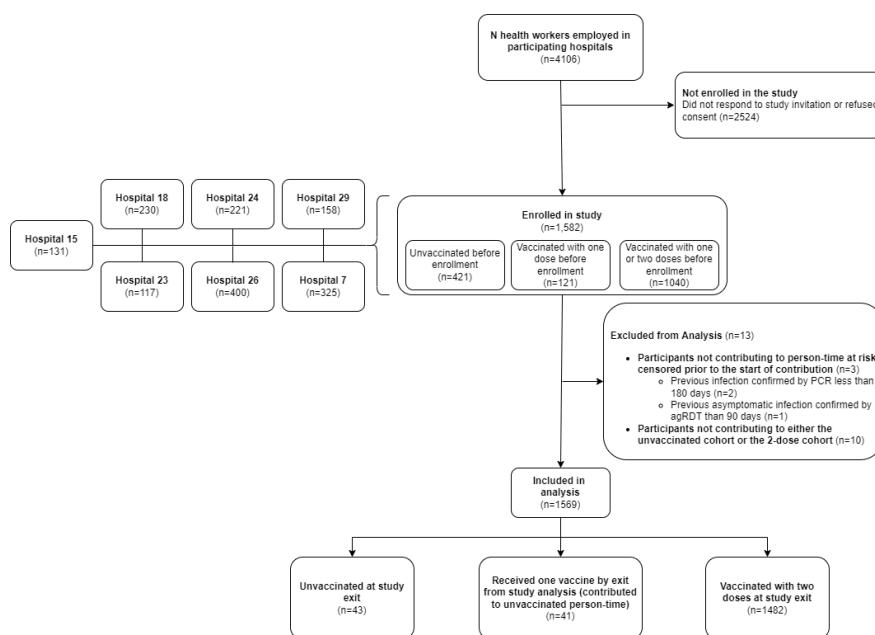 N health workers employed in
participating hospitals
(n=4106)
Not enrolled in the study
Did not respond to study invitation or refused
consent (n=2524)
Hospital 18
(n=230)
Hospital 24
(n=221)
Hospital 29
(n=158)
Hospital 15
(n=131)
Hospital 23
(n=117)
Hospital 26
(n=400)
Hospital 7
(n=325)
Enrolled in study
(n=1,582)
Unvaccinated before
enrollment
(n=421)
Vaccinated with one
dose before
enrollment
(n=121)
Vaccinated with one
or two doses before
enrollment
(n=1040)
Excluded from Analysis (n=13)
• Participants not contributing to person-time at risk
censored prior to the start of contribution (n=3)
○ Previous infection confirmed by PCR less than
180 days (n=2)
○ Previous asymptomatic infection confirmed by
agRDT than 90 days (n=1)
• Participants not contributing to either the
unvaccinated cohort or the 2-dose cohort (n=10)
Included in
analysis
(n=1569)
Unvaccinated at study
exit
(n=43)
Received one vaccine by exit
from study analysis (contributed
to unvaccinated person-time)
(n=41)
Vaccinated with two
doses at study exit
(n=1482)